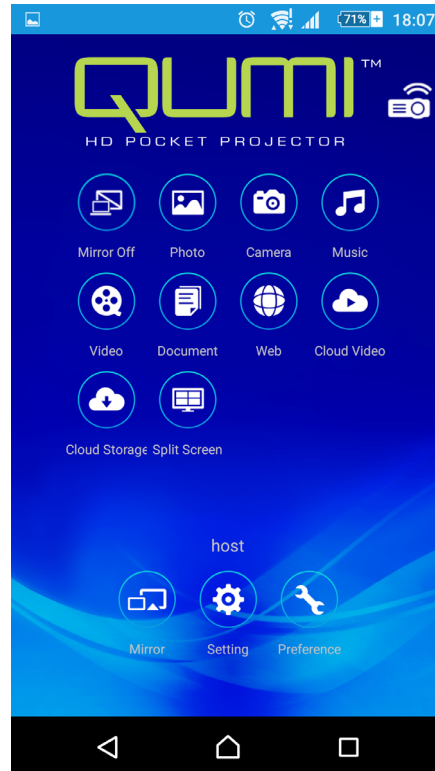 71% 18:07
QUMI™
HD POCKET PROJECTOR
Mirror Off Photo Camera Music
Video Document Web Cloud Video
Cloud Storage Split Screen
host
Mirror Setting Preference